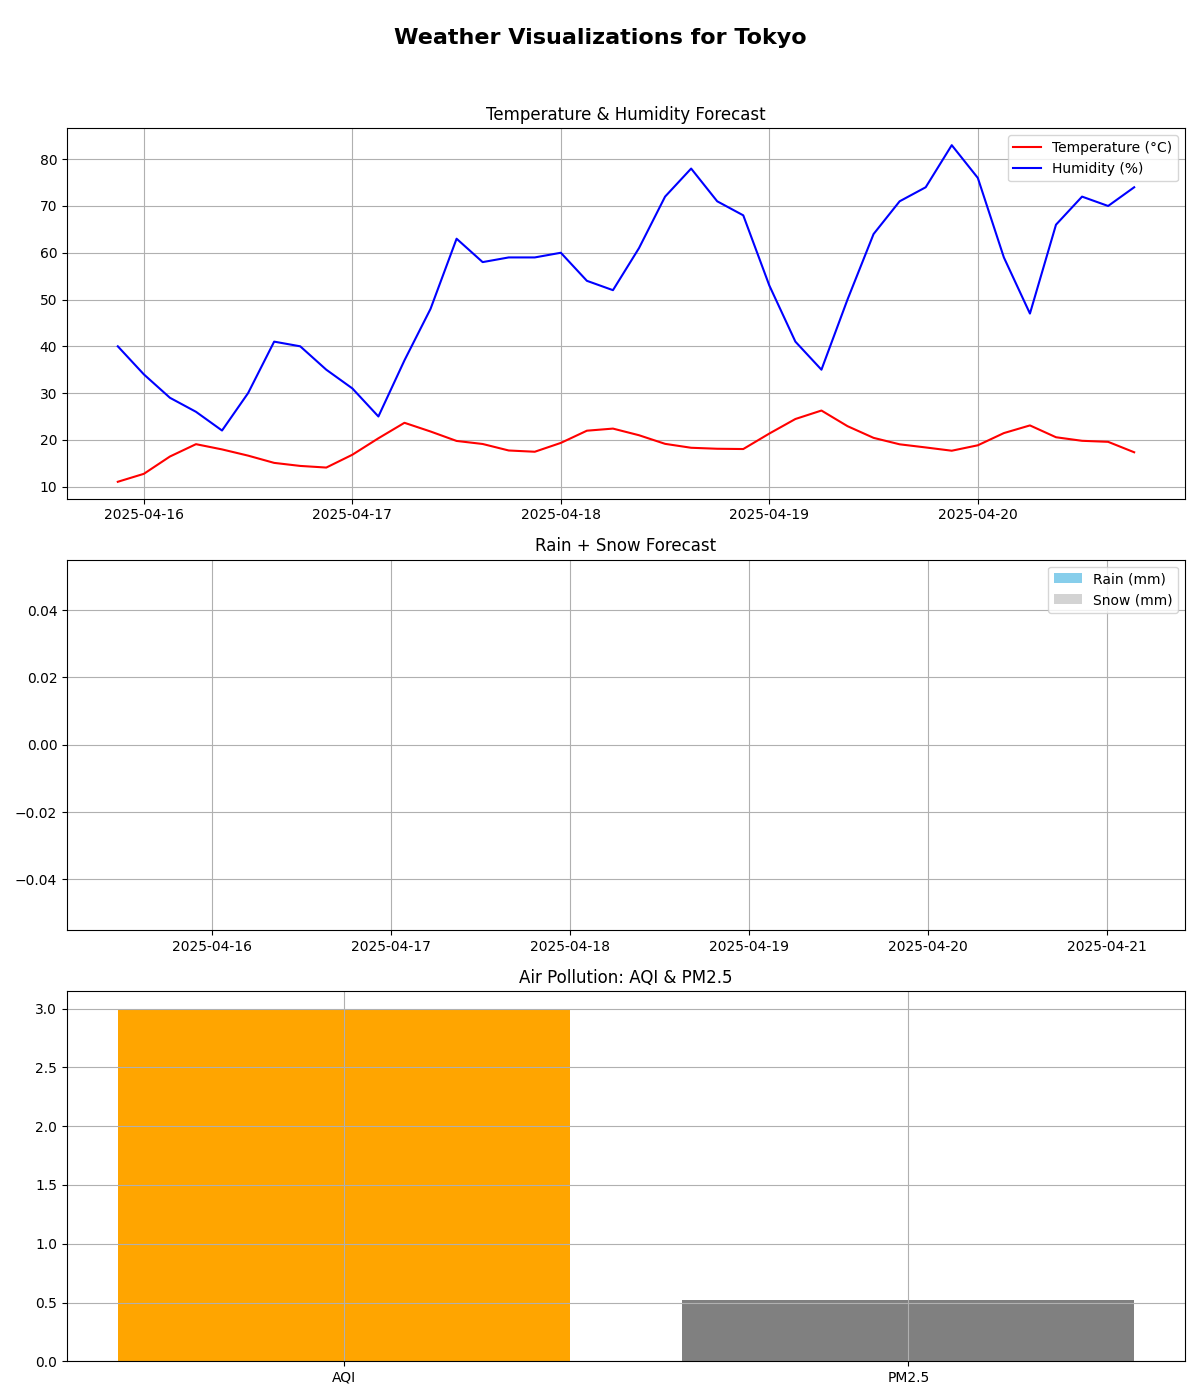 Weather Visualizations for Tokyo
Temperature & Humidity Forecast
Temperature (°C)
Humidity (%)
80
70
60
50
40
30
20
10
2025-04-16 2025-04-17 2025-04-18 2025-04-19 2025-04-20
Rain + Snow Forecast
Rain (mm)
Snow (mm)
0.04
0.02
0.00
−0.02
−0.04
2025-04-16 2025-04-17 2025-04-18 2025-04-19 2025-04-20 2025-04-21
Air Pollution: AQI & PM2.5
3.0
2.5
2.0
1.5
1.0
0.5
0.0
AQI PM2.5